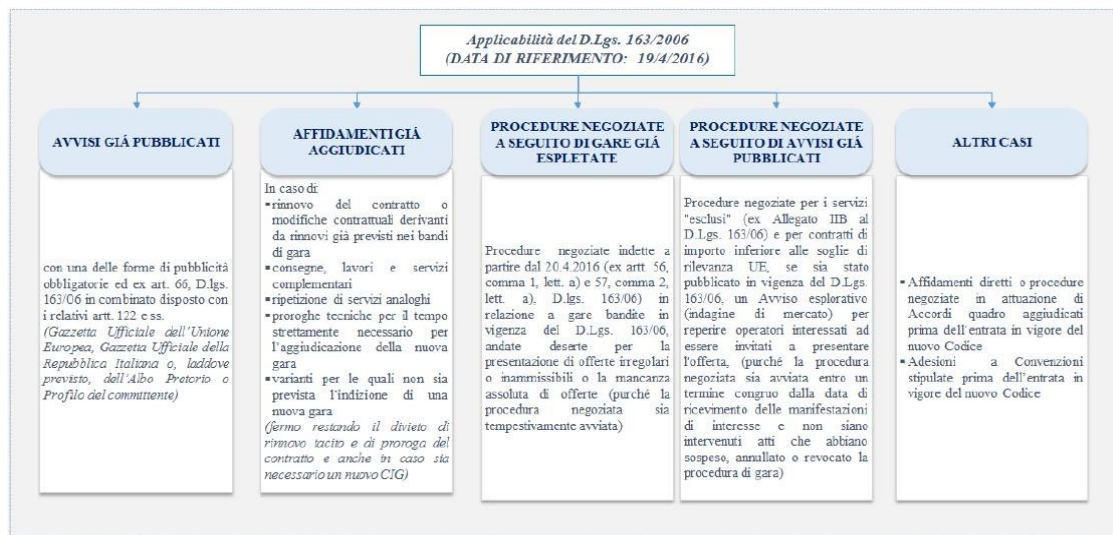 Applicabilità del D.Lgs. 163/2006
(DATA DI RIFERIMENTO: 19/4/2016)
AVVISI GIÁ PUBBLICATI
con una delle forme di pubblicità
obbligatorie ed ex art. 66, D.lgs.
163/06 in combinato disposto con
i relativi artt. 122 e ss.
(Gazzetta Ufficiale dell'Unione
Europea, Gazzetta Ufficiale della
Repubblica Italiana o, laddove
previsto, dell'Albo Pretorio o
Profilo del committente)
AFFIDAMENTI GIÁ
AGGIUDICATI
In caso di:
▪rinnovo del contratto o
modifiche contrattuali derivanti
da rinnovi già previsti nei bandi
di gara
▪consegne, lavori e servizi
complementari
▪ripetizione di servizi analoghi
▪proroghe tecniche per il tempo
strettamente necessario per
l'aggiudicazione della nuova
gara
▪varianti per le quali non sia
prevista l'indizione di una
nuova gara
(fermo restando il divieto di
rinnovo tacito e di proroga del
contratto e anche in caso sia
necessario un nuovo CIG)
PROCEDURE NEGOZIATE
A SEGUITO DI GARE GIÁ
ESPLETATE
Procedure negoziate indette a
partire dal 20.4.2016 (ex artt. 56,
comma 1, lett. a) e 57, comma 2,
lett. a), D.lgs. 163/06) in
relazione a gare bandite in
vigenza del D.Lgs. 163/06,
andate deserte per la
presentazione di offerte irregolari
o inammissibili o la mancanza
assoluta di offerte (purché la
procedura negoziata sia
tempestivamente avviata)
PROCEDURE NEGOZIATE
A SEGUITO DI AVVISI GIÁ
PUBBLICATI
Procedure negoziate per i servizi
"esclusi" (ex Allegato IIB al
D.Lgs. 163/06) e per contratti di
importo inferiore alle soglie di
rilevanza UE, se sia stato
pubblicato in vigenza del D.Lgs.
163/06, un Avviso esplorativo
(indagine di mercato) per
reperire operatori interessati ad
essere invitati a presentare
l'offerta, (purché la procedura
negoziata sia avviata entro un
termine congruo dalla data di
ricevimento delle manifestazioni
di interesse e non siano
intervenuti atti che abbiano
sospeso, annullato o revocato la
procedura di gara)
ALTRI CASI
▪ Affidamenti diretti o procedure
negoziate in attuazione di
Accordi quadro aggiudicati
prima dell'entrata in vigore del
nuovo Codice
▪ Adesioni a Convenzioni
stipulate prima dell'entrata in
vigore del nuovo Codice